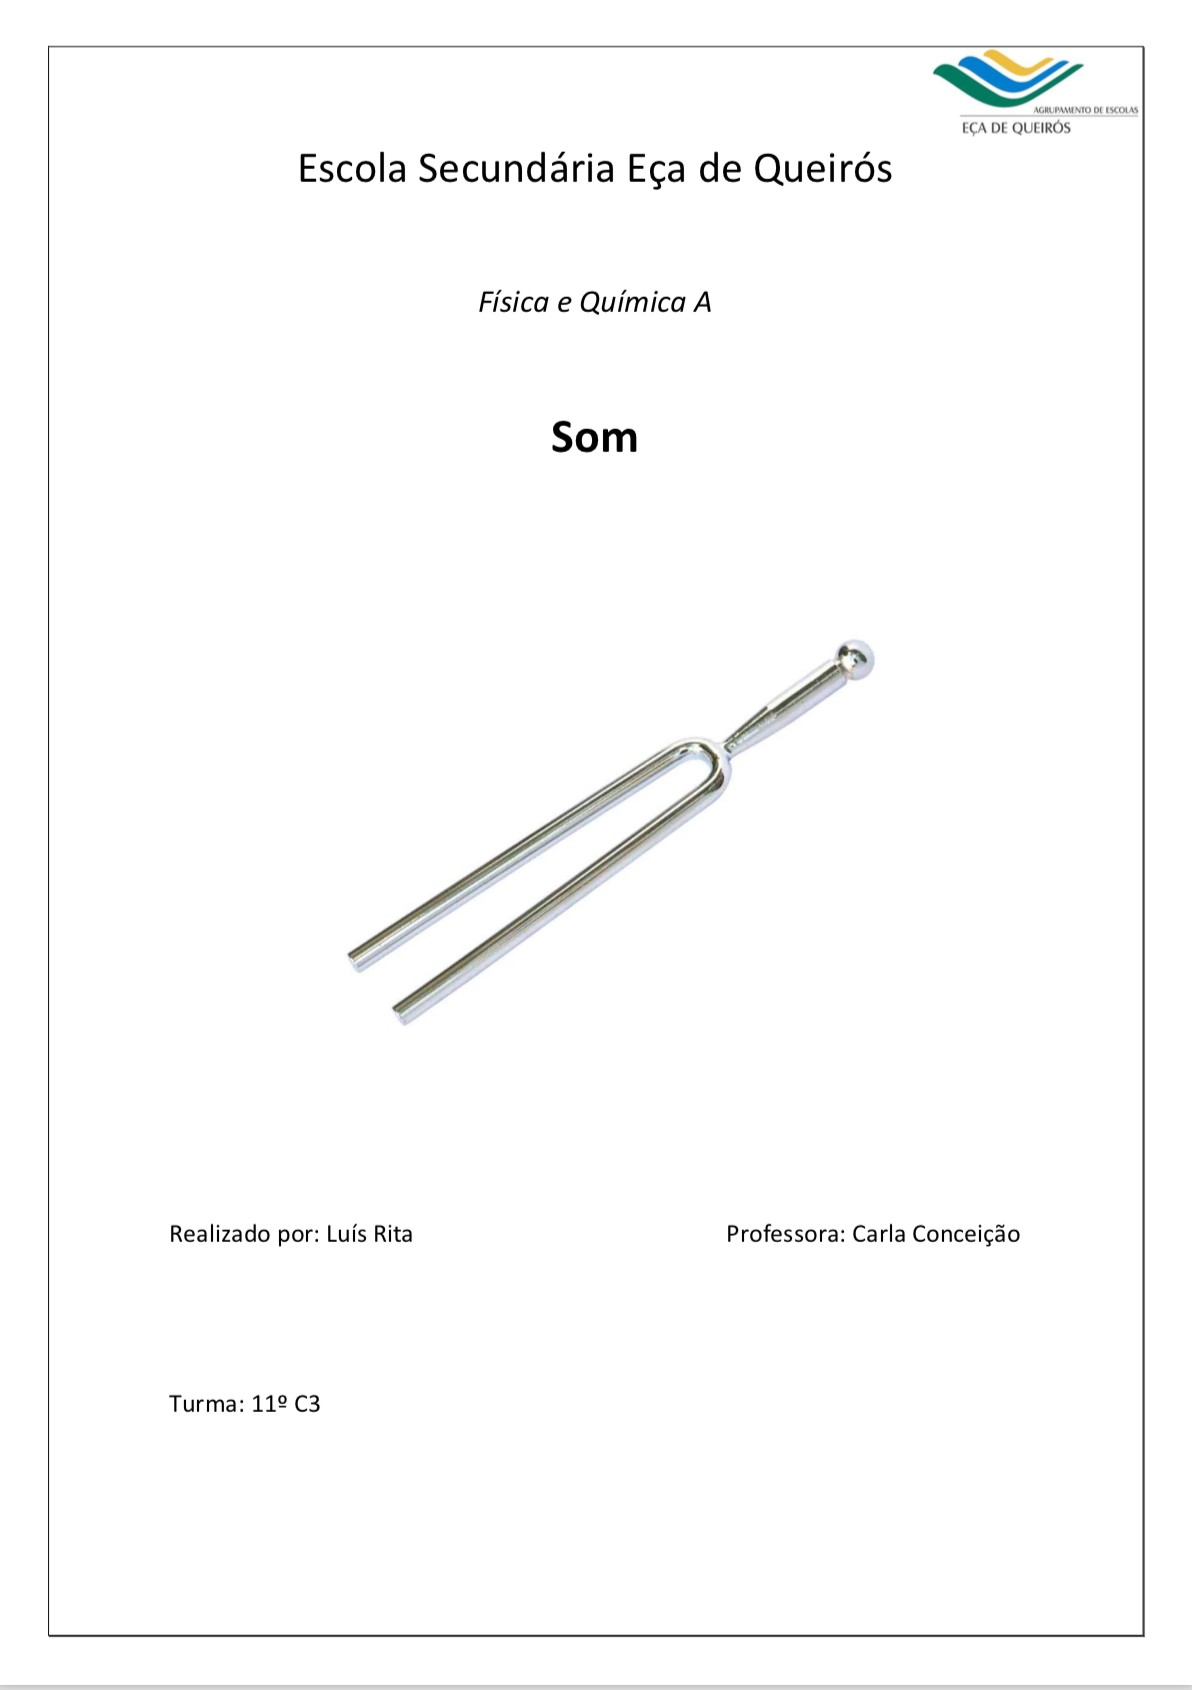 AGRUPAMENTO DE ESCOLAS
EÇA DE QUEIRÓS
Escola Secundária Eça de Queirós
Física e Química A
Som
Realizado por: Luís Rita
Professora: Carla Conceição
Turma: 11º C3